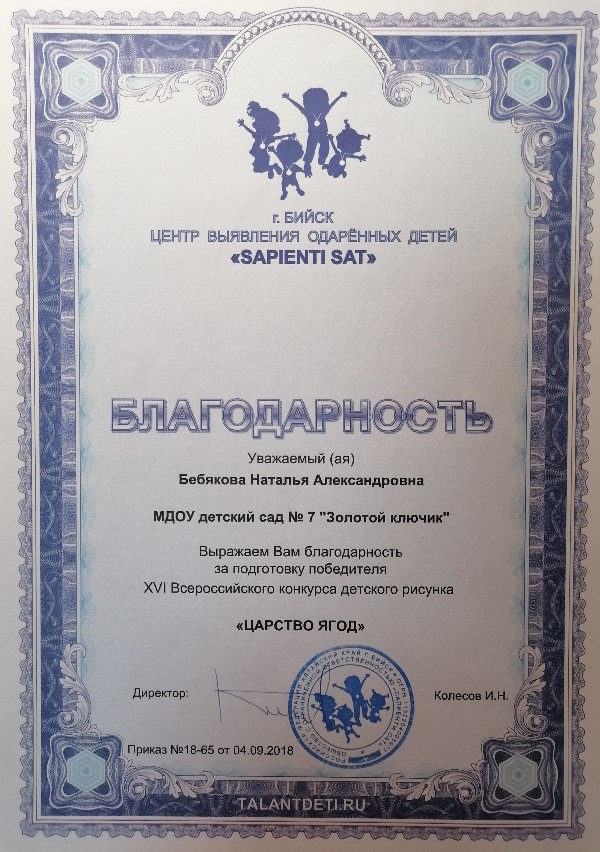 г. БИЙСК
ЦЕНТР ВЫЯВЛЕНИЯ ОДАРЁННЫХ ДЕТЕЙ
«SAPIENTI SAT»
БЛАГОДАРНОСТЬ
Уважаемый (ая)
Бебякова Наталья Александровна
МДОУ детский сад № 7 "Золотой ключик"
Выражаем Вам благодарность
за подготовку победителя
XVI Всероссийского конкурса детского рисунка
«ЦАРСТВО ЯГОД»
Директор:
Колесов И.Н.
Приказ №18-65 от 04.09.2018
TALANTDETI.RU